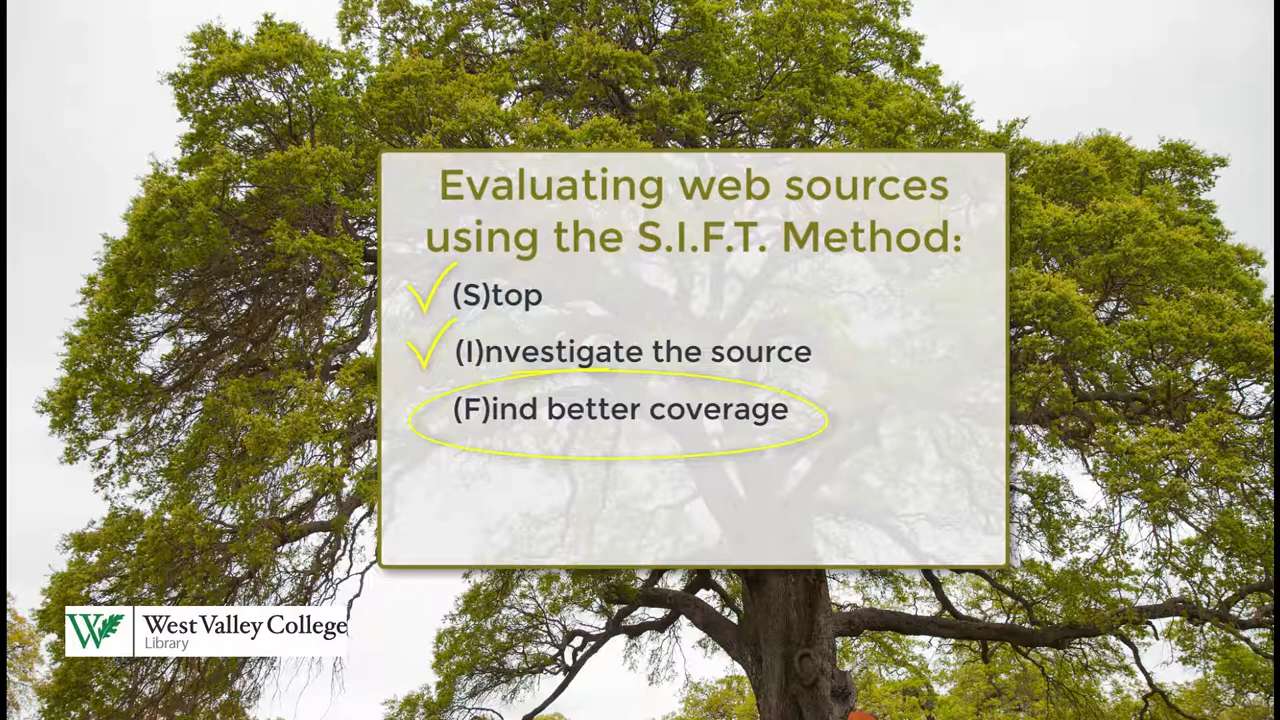 Evaluating web sources
using the S.I.F.T. Method:
(S)top
(I)nvestigate the source
(F)ind better coverage
West Valley College
Library